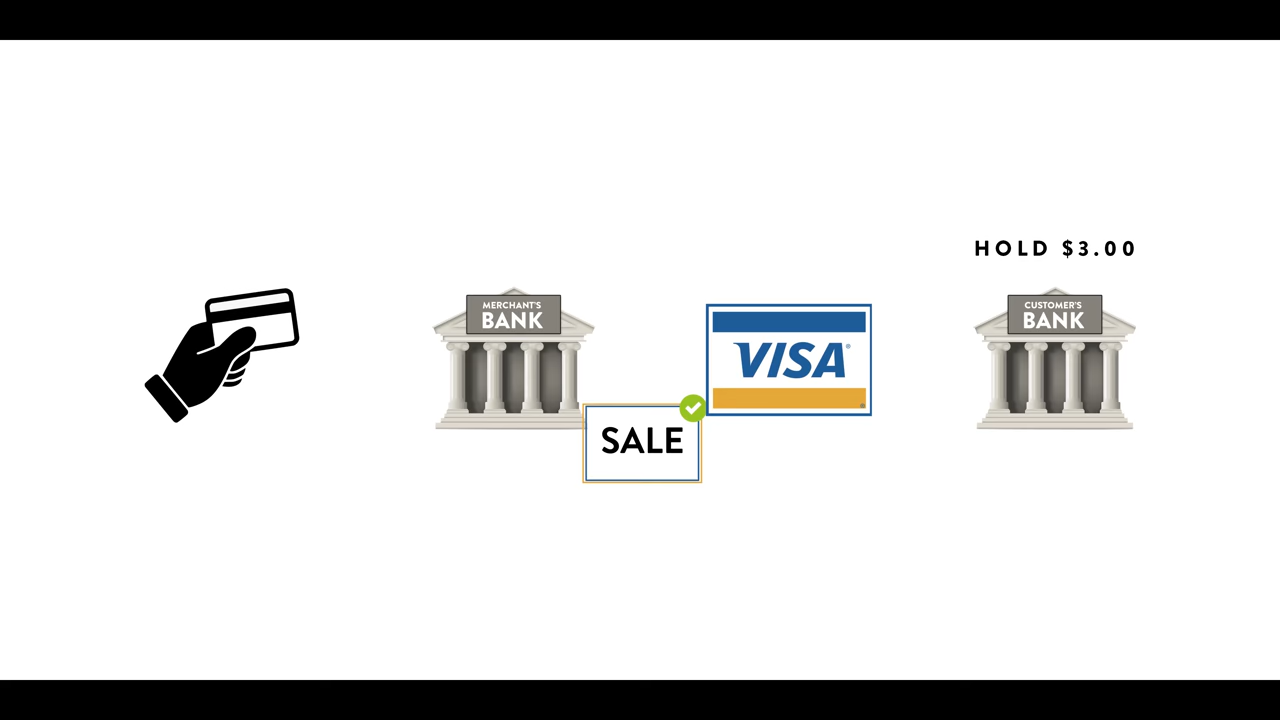 HOLD $3.00
MERCHANT'S
BANK
VISA
CUSTOMER'S
BANK
SALE